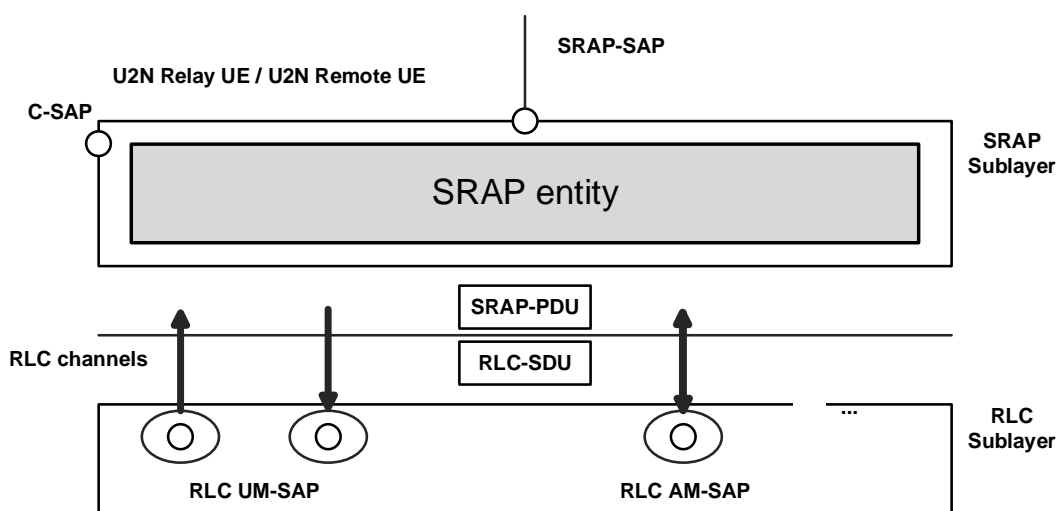 SRAP-SAP
U2N Relay UE / U2N Remote UE
C-SAP
SRAP
Sublayer
SRAP entity
SRAP-PDU
RLC channels
RLC-SDU
...
RLC
Sublayer
RLC UM-SAP
RLC AM-SAP